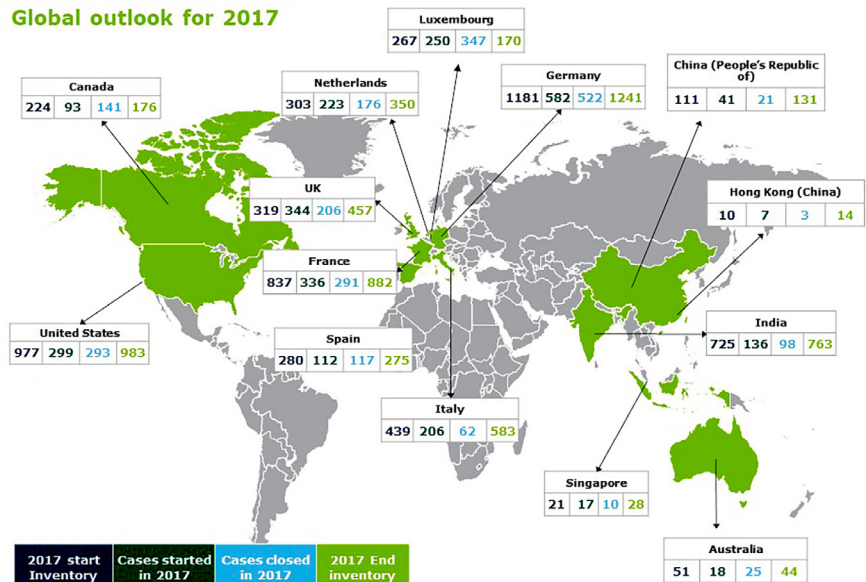 Global outlook for 2017
Luxembourg
267 250 347 170
Canada
224 93 141 176
Netherlands
303 223 176 350
Germany
1181 582 522 1241
China (People's Republic
of)
111 41 21 131
UK
319 344 206 457
Hong Kong (China)
10 7 3 14
France
837 336 291 882
United States
977 299 293 983
Spain
280 112 117 275
India
725 136 98 763
Italy
439 206 62 583
Singapore
21 17 10 28
Australia
51 18 25 44
2017 start
Inventory
Cases started
in 2017
Cases closed
in 2017
2017 End
inventory